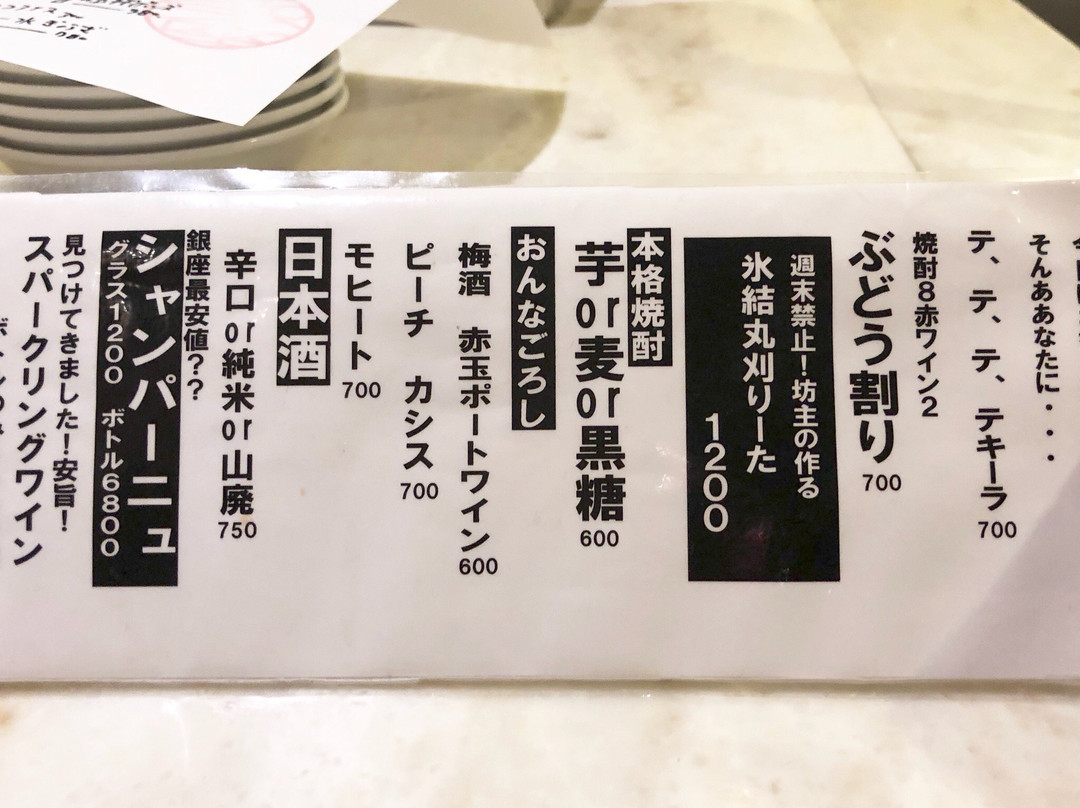 そんああなたに・・・
テ、テ、テ、テキーラ
700
焼酎8赤ワイン2
ぶどう割り
700
週末禁止！坊主の作る
氷結丸刈りーた
1200
本格焼酎
芋or麦or黒糖
600
おんなごろし
梅酒 赤玉ポートワイン
600
ピーチ カシス
700
モヒート
700
日本酒
辛口or純米or山廃
750
銀座最安値？？
シャンパーニュ
グラス1200 ボトル6800
見つけてきました！安旨！
スパークリングワイン